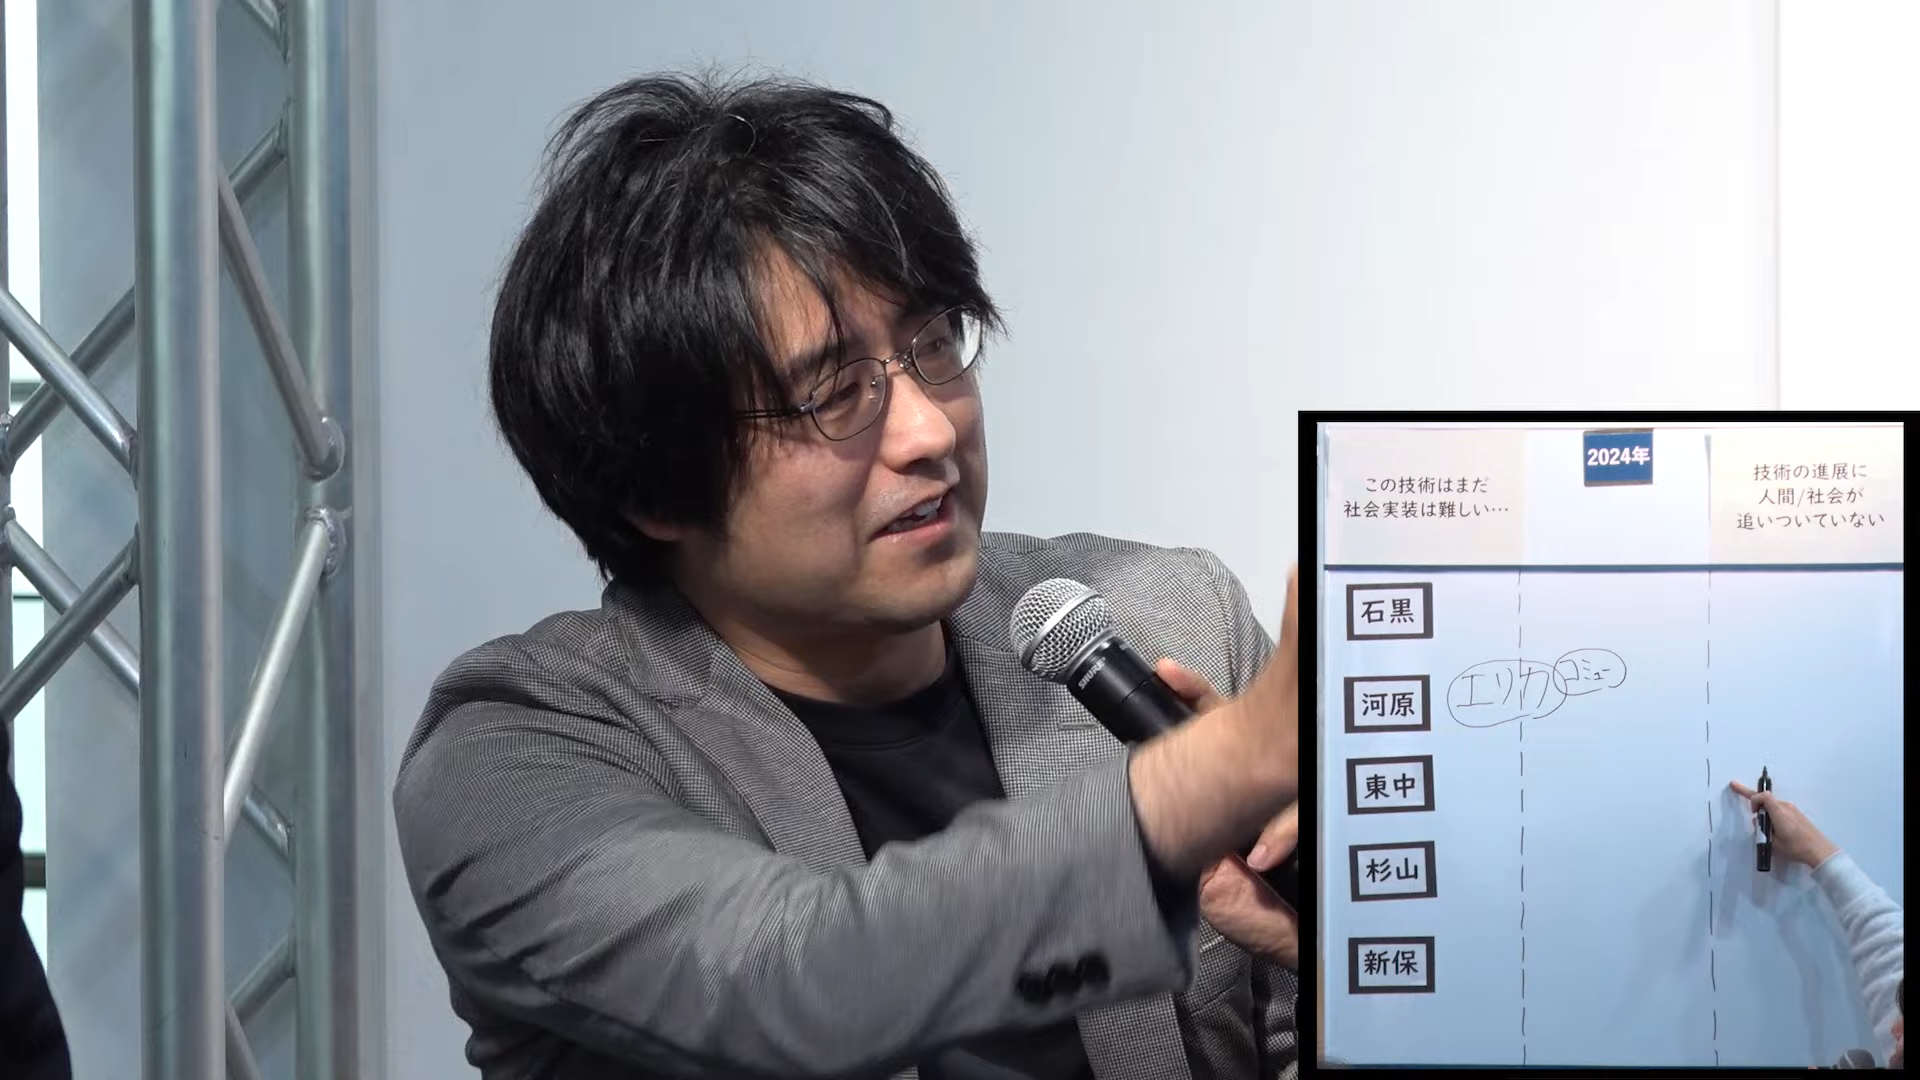 SHURE
2024年
この技術はまだ
社会実装は難しい…
技術の進展に
人間/社会が
追いついていない
石黒
河原
エリカ
コミュー
東中
杉山
新保